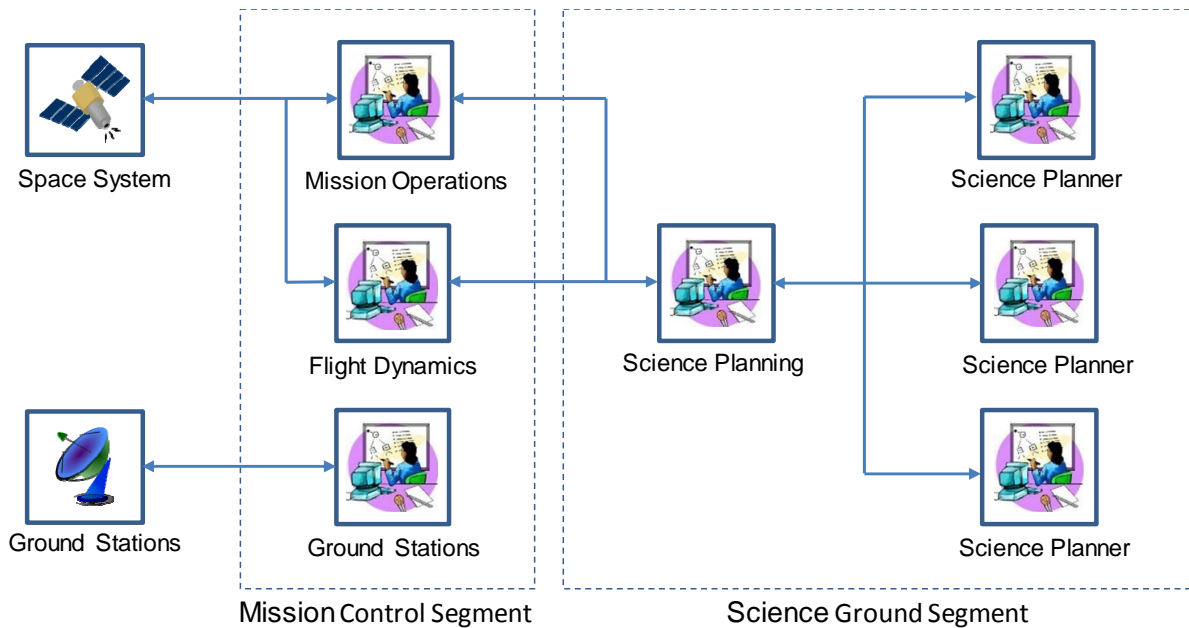 Space System
Mission Operations
Science Planner
Flight Dynamics
Science Planning
Science Planner
Ground Stations
Ground Stations
Science Planner
Mission Control Segment
Science Ground Segment